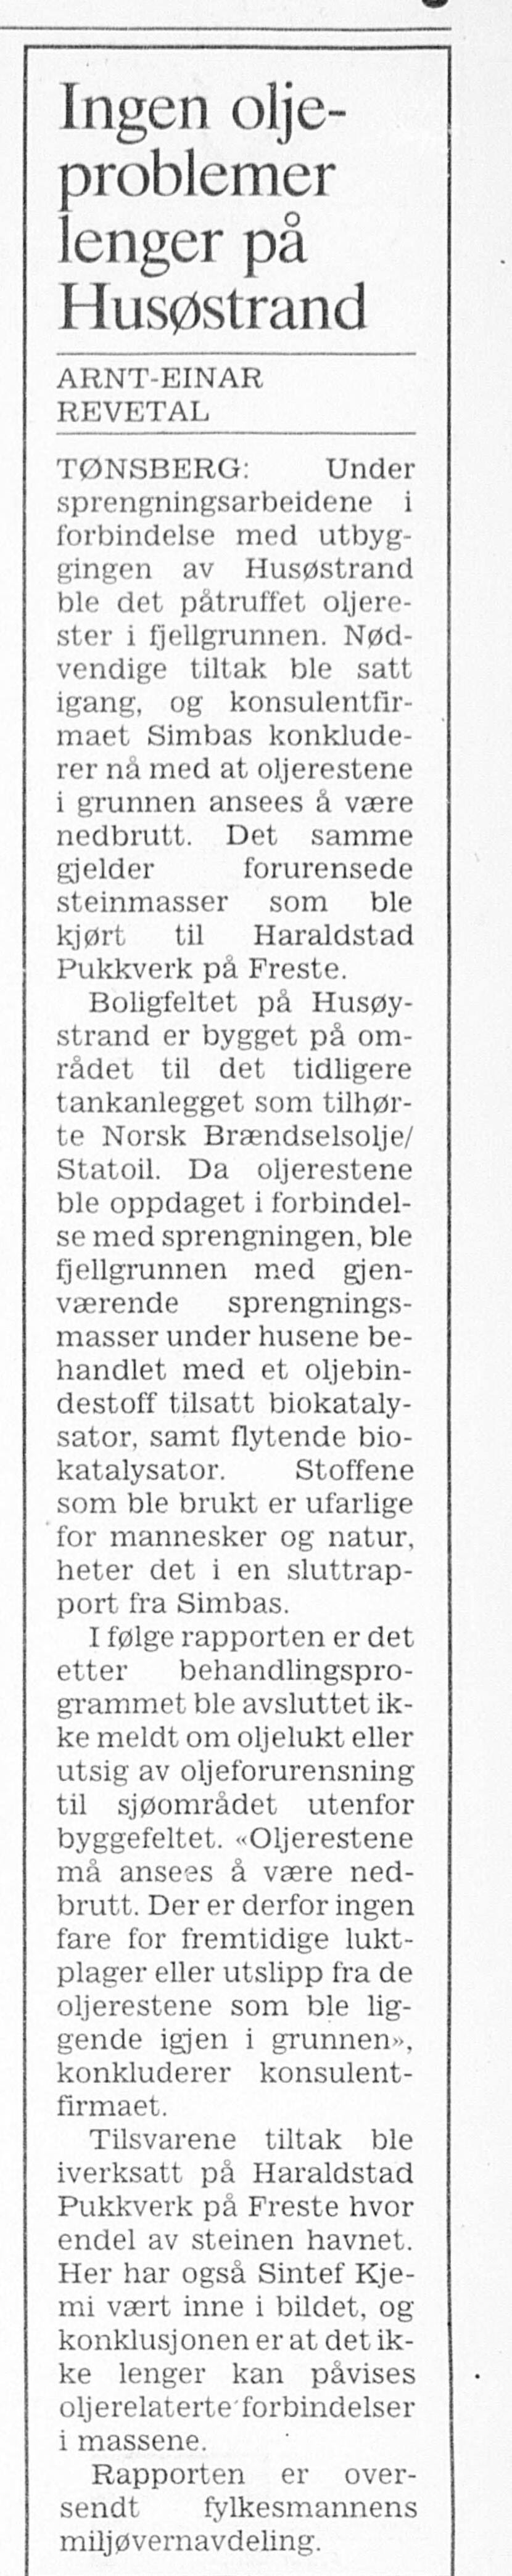 Ingen olje-
problemer
lenger på
Husøstrand
ARNT-EINAR
REVETAL
TØNSBERG: Under
sprengningsarbeidene i
forbindelse med utbyg-
gingen av Husøstrand
ble det påtruffet oljere-
ster i fjellgrunnen. Nød-
vendige tiltak ble satt
igang, og konsulentfir-
maet Simbas konklude-
rer nå med at oljerestene
i grunnen ansees å være
nedbrutt. Det samme
gjelder forurensede
steinmasser som ble
kjørt til Haraldstad
Pukkverk på Freste.
Boligfeltet på Husøy-
strand er bygget på om-
rådet til det tidligere
tankanlegget som tilhør-
te Norsk Brændselsolje/
Statoil. Da oljerestene
ble oppdaget i forbindel-
se med sprengningen, ble
fjellgrunnen med gjen-
værende sprengnings-
masser under husene be-
handlet med et oljebin-
destoff tilsatt biokataly-
sator, samt flytende bio-
katalysator. Stoffene
som ble brukt er ufarlige
for mannesker og natur,
heter det i en sluttrap-
port fra Simbas.
I følge rapporten er det
etter behandlingspro-
grammet ble avsluttet ik-
ke meldt om oljelukt eller
utsig av oljeforurensning
til sjøområdet utenfor
byggefeltet. «Oljerestene
må ansees å være ned-
brutt. Der er derfor ingen
fare for fremtidige lukt-
plager eller utslipp fra de
oljerestene som ble lig-
gende igjen i grunnen»,
konkluderer konsulent-
firmaet.
Tilsvarene tiltak ble
iverksatt på Haraldstad
Pukkverk på Freste hvor
endel av steinen havnet.
Her har også Sintef Kje-
mi vært inne i bildet, og
konklusjonen er at det ik-
ke lenger kan påvises
oljerelaterte forbindelser
i massene.
Rapporten er over-
sendt fylkesmannens
miljøvernavdeling.